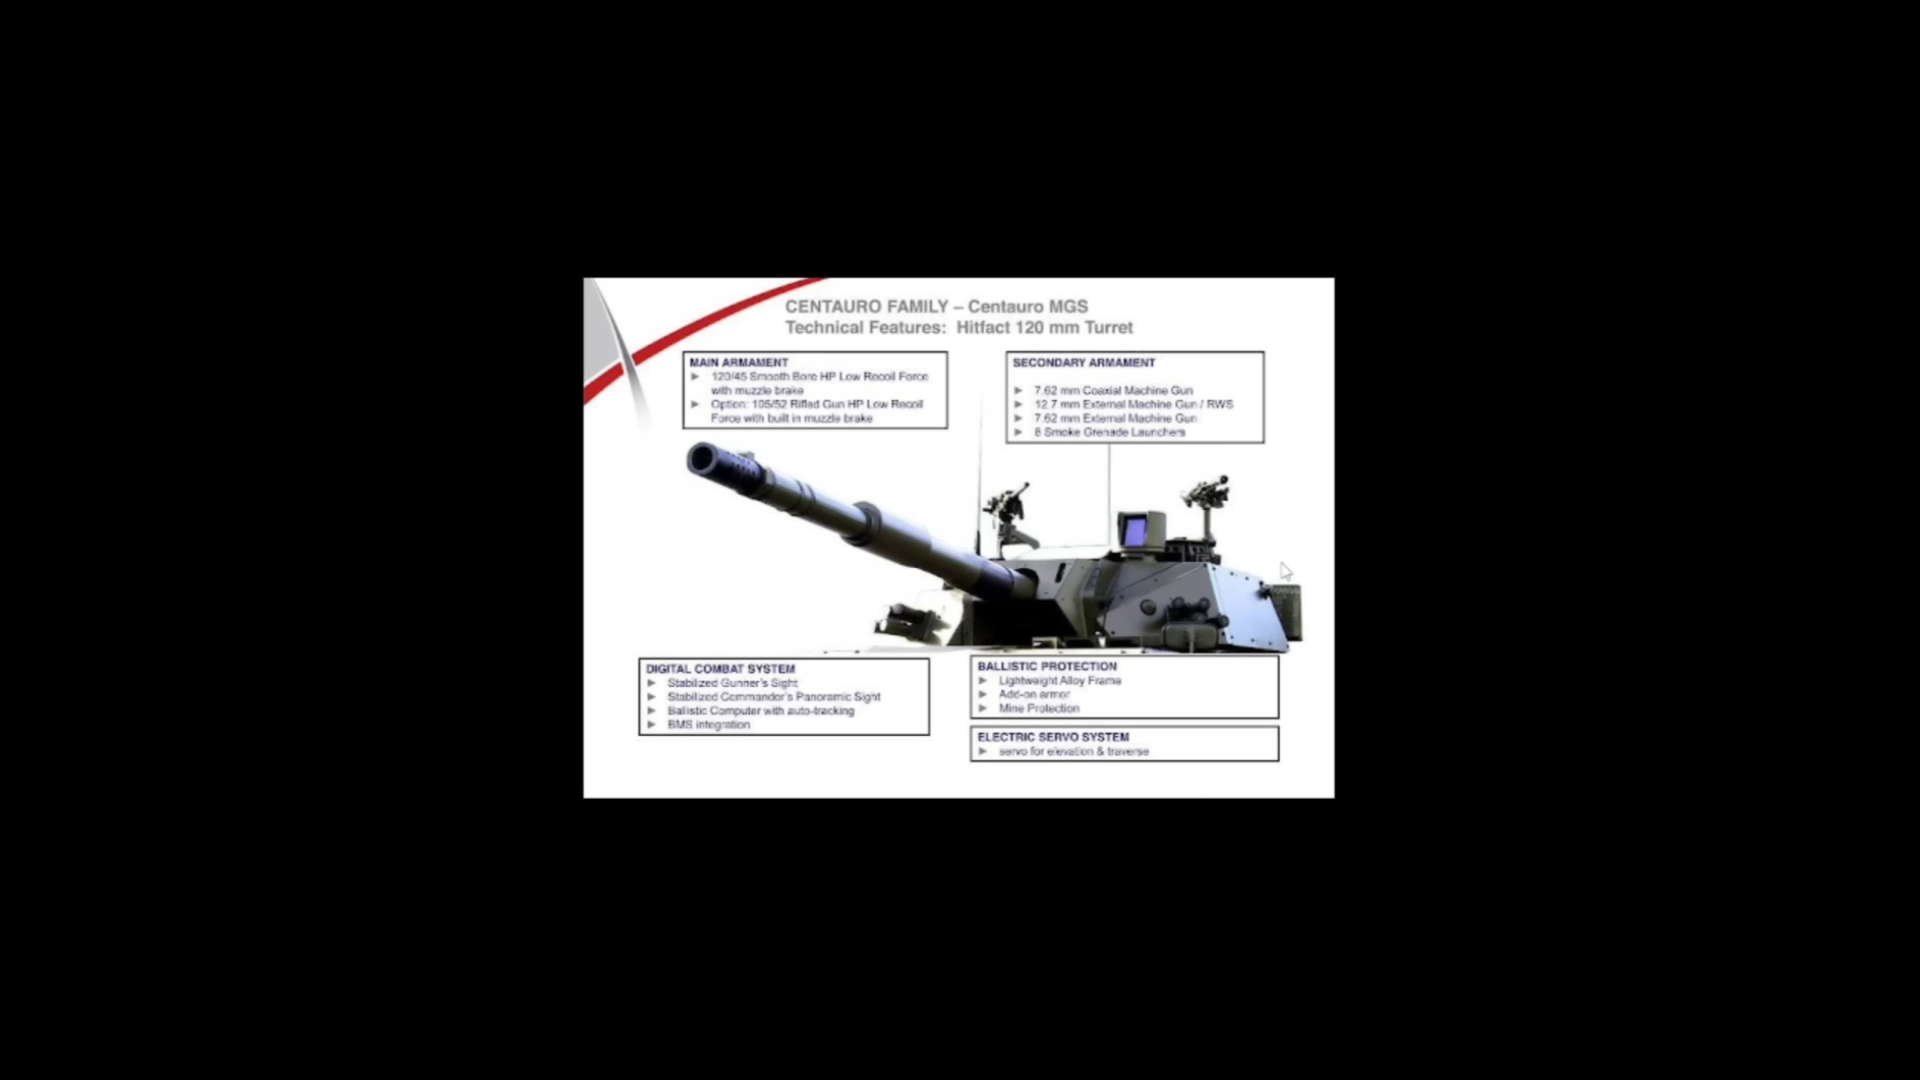 CENTAURO FAMILY – Centauro MGS
Technical Features: Hitfact 120 mm Turret
MAIN ARMAMENT
► 120/45 Smooth Bore HP Low Recoil Force
with muzzle brake
► Option: 105/52 Rifled Gun HP Low Recoil
Force with built in muzzle brake
SECONDARY ARMAMENT
► 7.62 mm Coaxial Machine Gun
► 12.7 mm External Machine Gun / RWS
► 7.62 mm External Machine Gun
► 8 Smoke Grenade Launchers
DIGITAL COMBAT SYSTEM
► Stabilized Gunner's Sight
► Stabilized Commander's Panoramic Sight
► Ballistic Computer with auto-tracking
► BMS integration
BALLISTIC PROTECTION
► Lightweight Alloy Frame
► Add-on armor
► Mine Protection
ELECTRIC SERVO SYSTEM
► servo for elevation & traverse